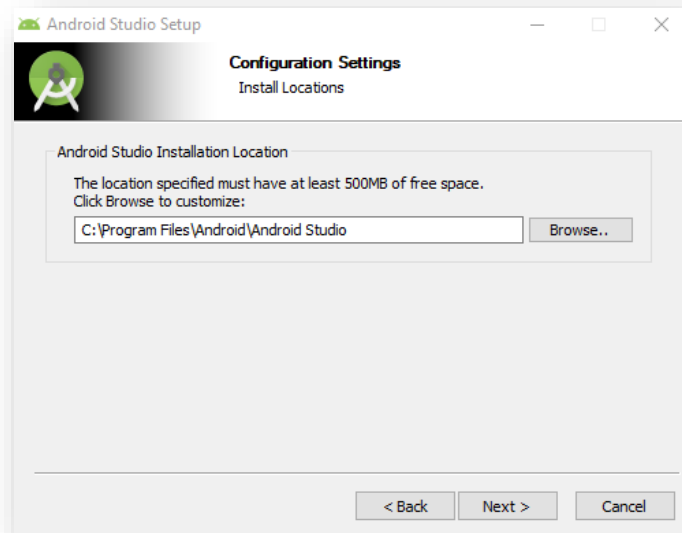 Android Studio Setup
Configuration Settings
Install Locations
Android Studio Installation Location
The location specified must have at least 500MB of free space.
Click Browse to customize:
C:\Program Files\Android\Android Studio
Browse..
< Back
Next >
Cancel